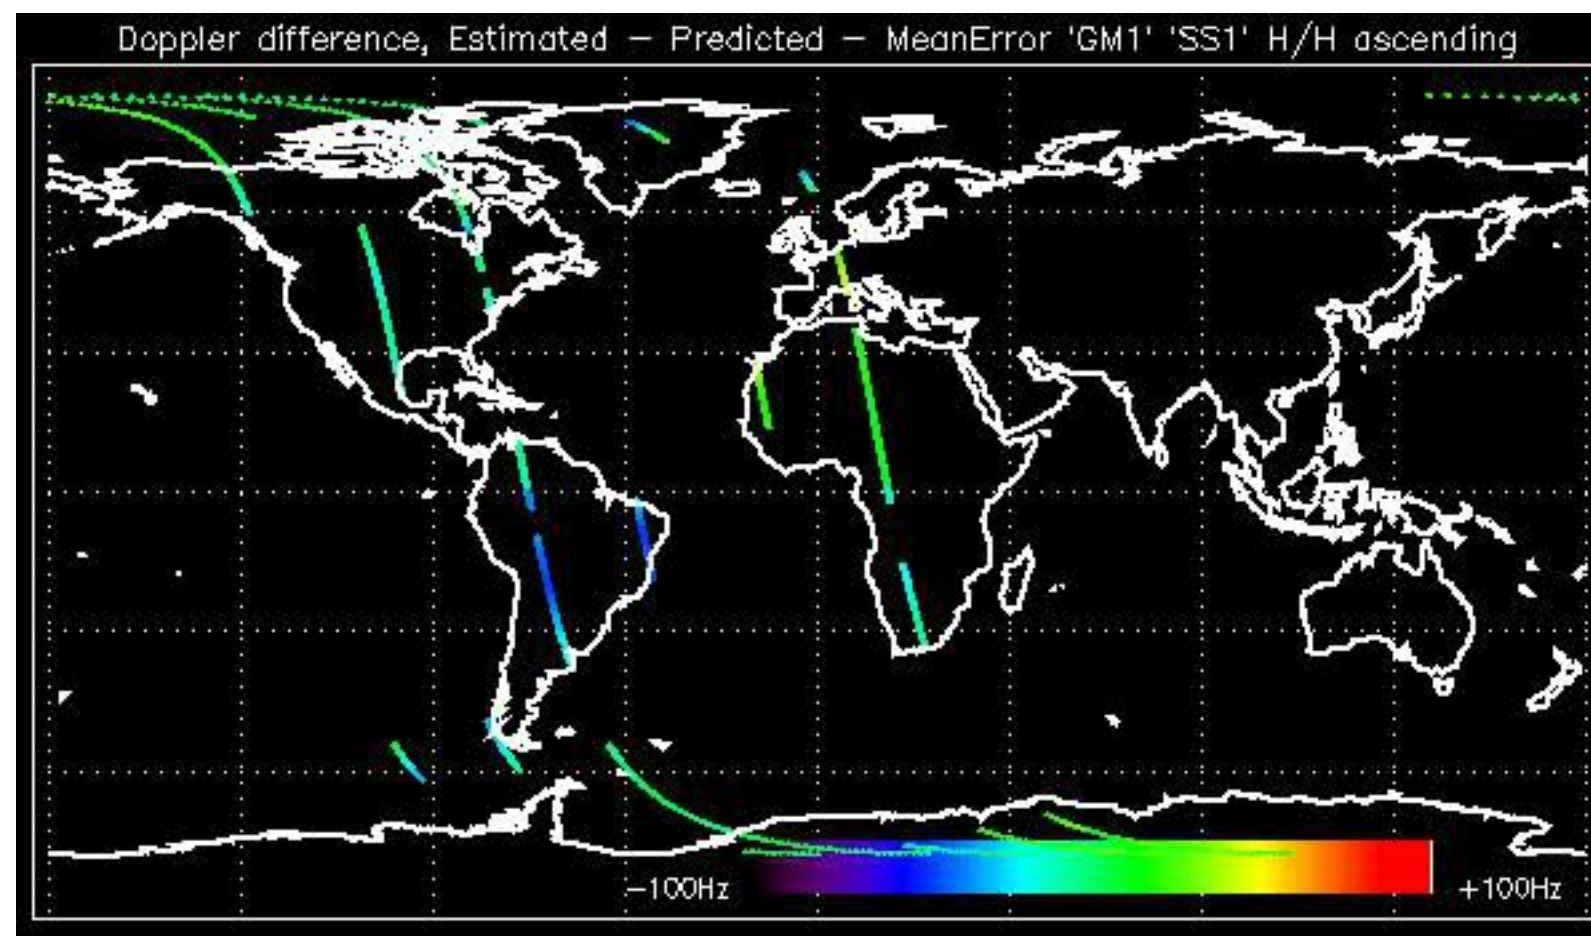 Doppler difference, Estimated — Predicted — MeanError 'GM1' 'SS1' H/H ascending
−100Hz
+100Hz